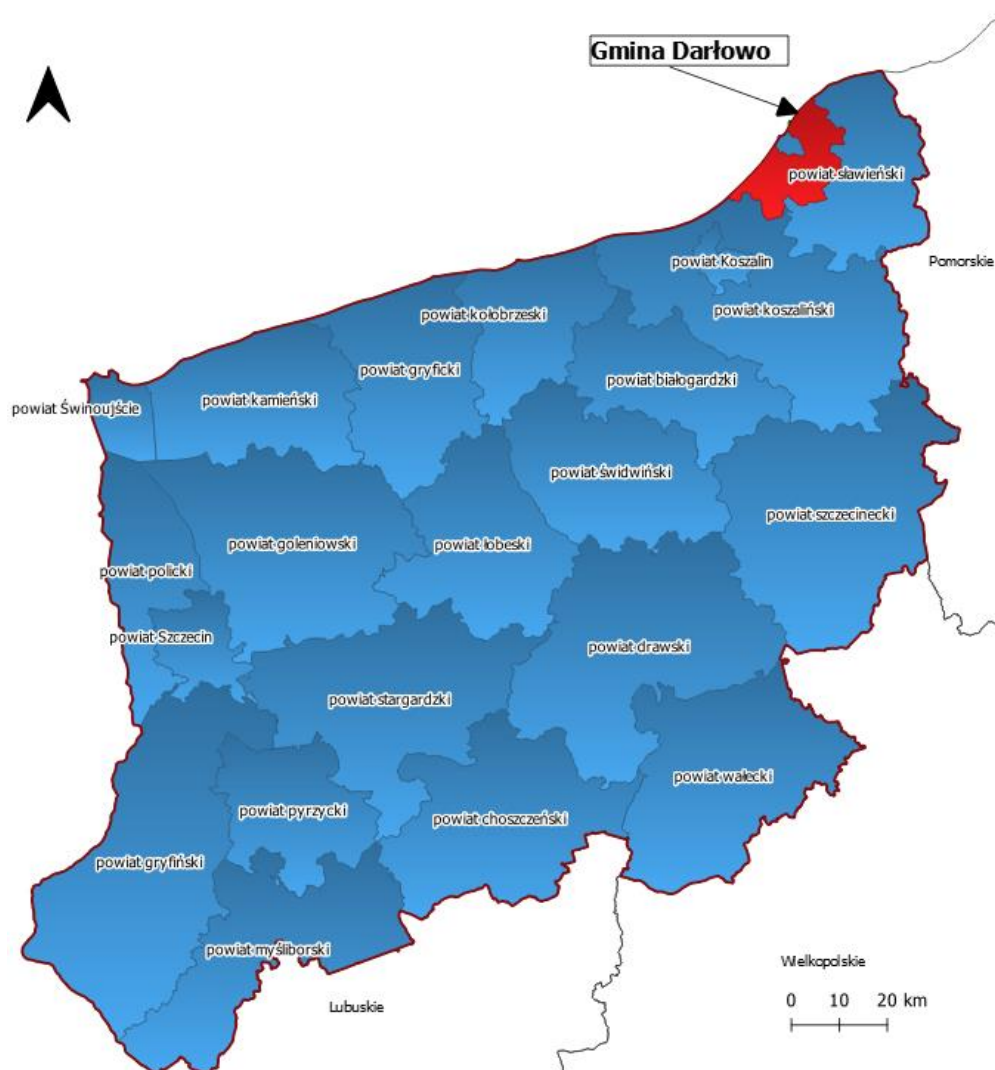 Gmina Darłowo
powiat sławieński
Pomorskie
powiat Koszalin
powiat koszaliński
powiat kołobrzeski
powiat gryficki
powiat białogardzki
powiat kamieński
powiat Świnoujście
powiat świdwiński
powiat szczecinecki
powiat goleniowski
powiat łobeski
powiat policki
powiat Szczecin
powiat drawski
powiat stargardzki
powiat wałecki
powiat pyrzycki
powiat choszczeński
powiat gryfiński
powiat myśliborski
Wielkopolskie
Lubuskie
0 10 20 km